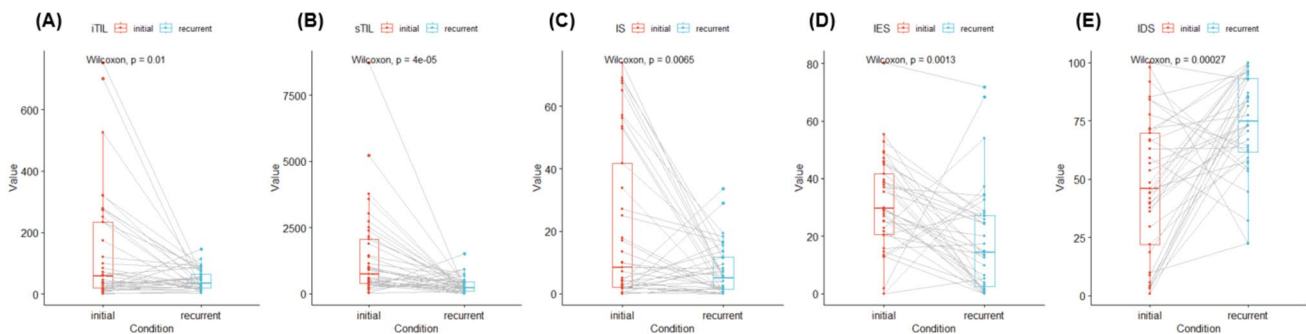 (A) iTIL initial recurrent
Wilcoxon, p = 0.01
600
400
200
0
Value
initial recurrent
Condition
(B) sTIL initial recurrent
Wilcoxon, p = 4e-05
7500
5000
2500
0
Value
initial recurrent
Condition
(C) IS initial recurrent
Wilcoxon, p = 0.0065
60
40
20
0
Value
initial recurrent
Condition
(D) IES initial recurrent
Wilcoxon, p = 0.0013
80
60
40
20
0
Value
initial recurrent
Condition
(E) IDS initial recurrent
Wilcoxon, p = 0.00027
100
75
50
25
0
Value
initial recurrent
Condition